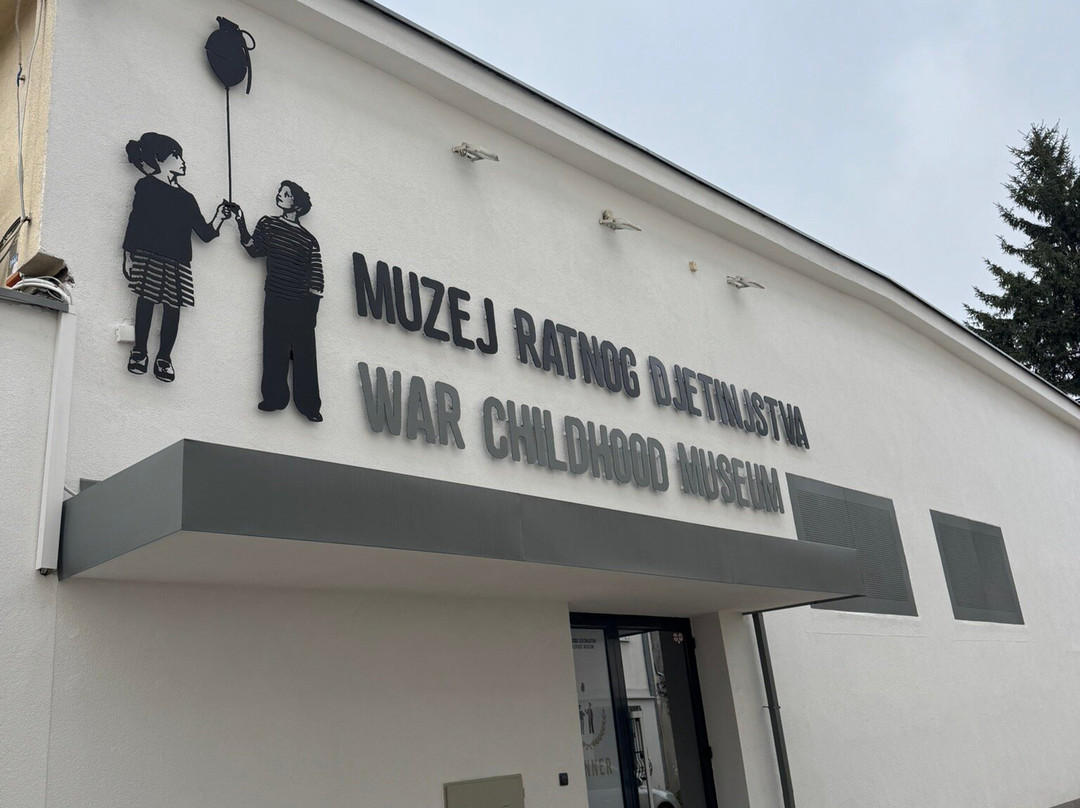 MUZEJ RATNOG DJETINJSTVA
WAR CHILDHOOD MUSEUM